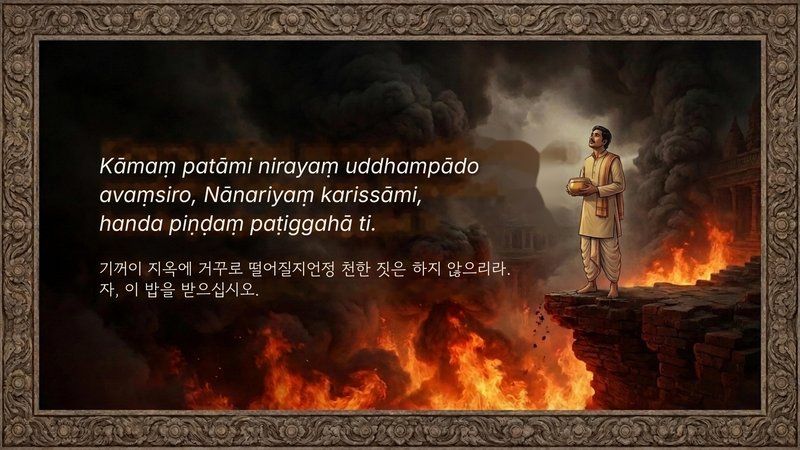 Kāmaṃ patāmi nirayaṃ uddhampādo
avaṃsiro, Nānariyaṃ karissāmi,
handa piṇḍaṃ paṭiggahā ti.
기꺼이 지옥에 거꾸로 떨어질지언정 천한 짓은 하지 않으리라.
자, 이 밥을 받으십시오.